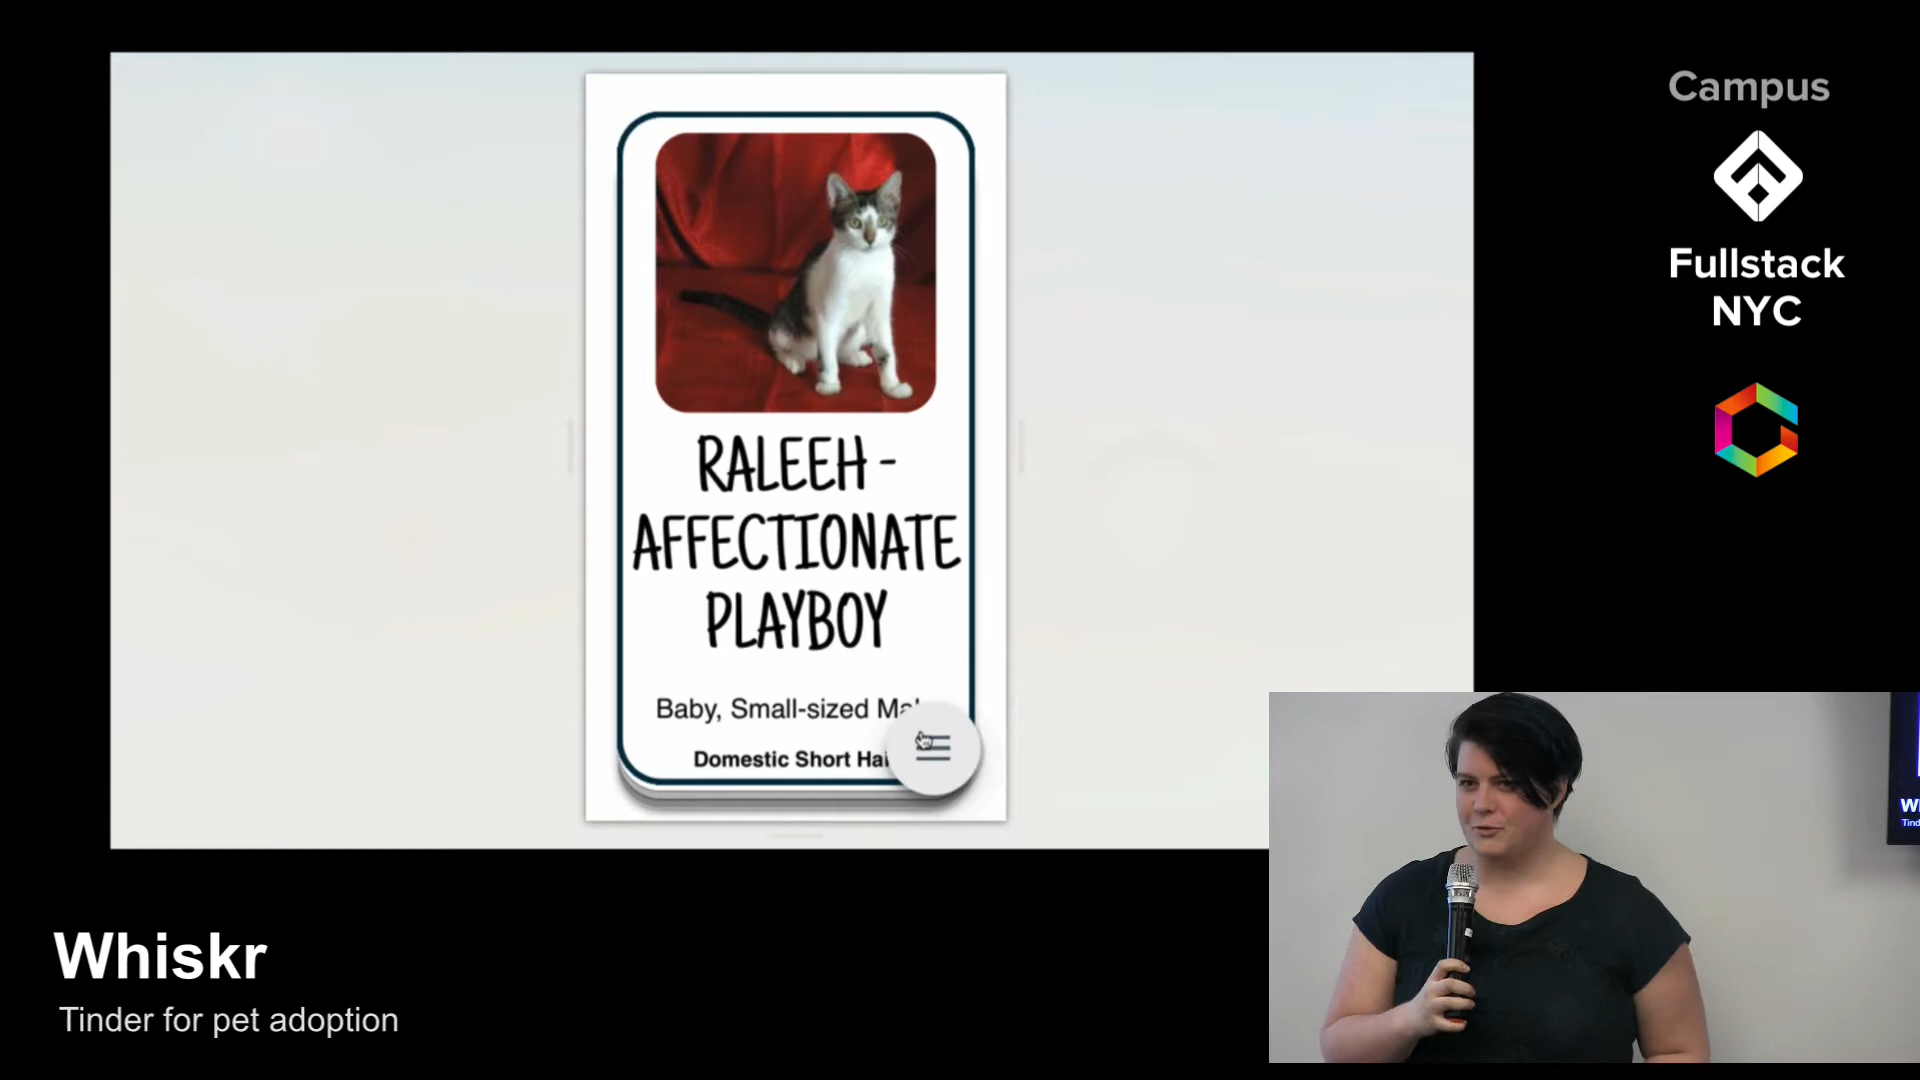 Campus
Fullstack
NYC
RALEEH -
AFFECTIONATE
PLAYBOY
Baby, Small-sized
Domestic Short
Whiskr
Tinder for pet adoption